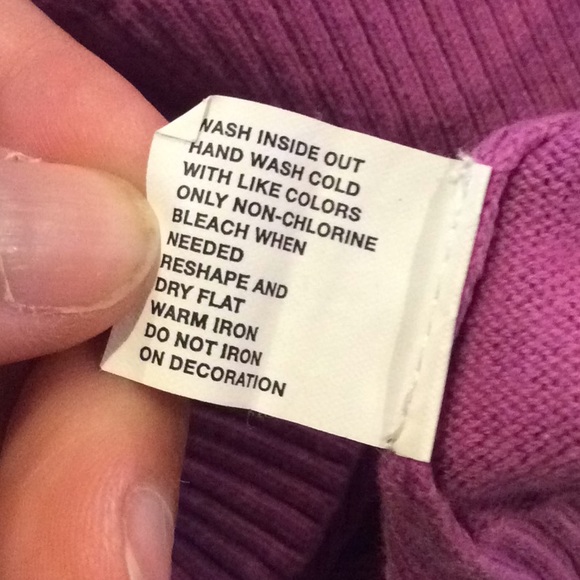 WASH INSIDE OUT
HAND WASH COLD
WITH LIKE COLORS
ONLY NON-CHLORINE
BLEACH WHEN
NEEDED
RESHAPE AND
DRY FLAT
WARM IRON
DO NOT IRON
ON DECORATION